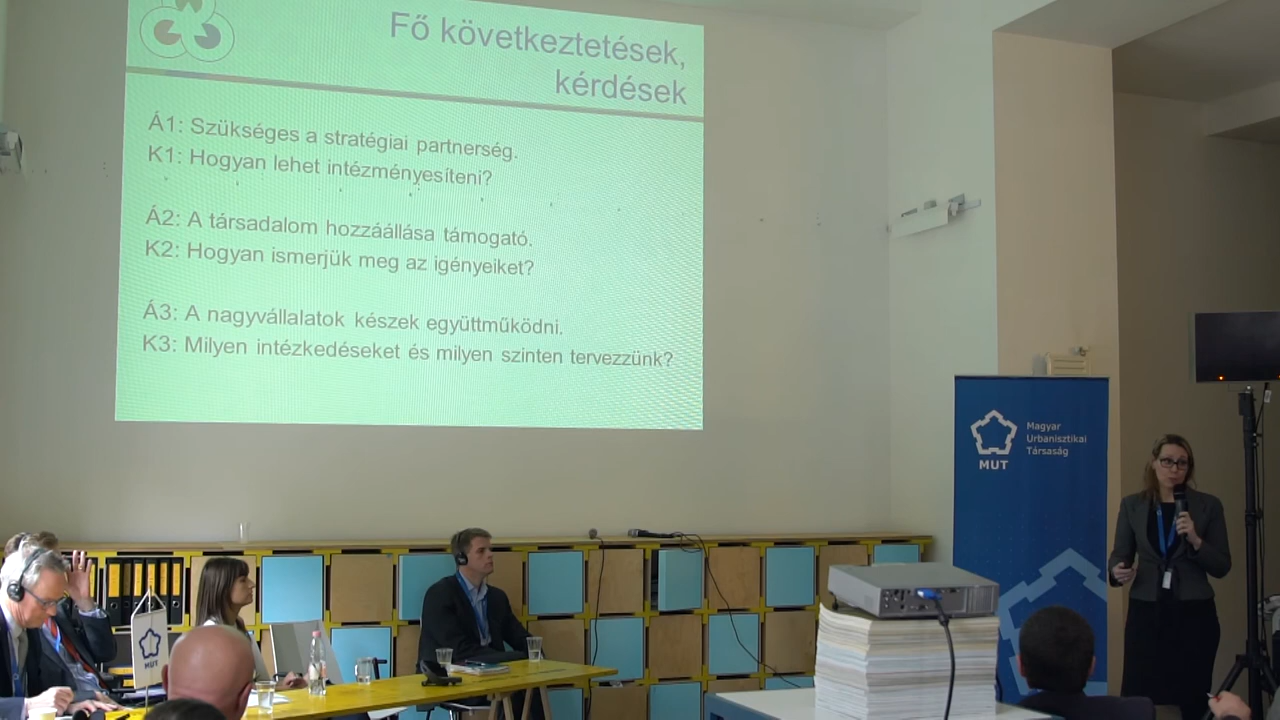 Fő következtetések,
kérdések
Á1: Szükséges a stratégiai partnerség.
K1: Hogyan lehet intézményesíteni?
Á2: A társadalom hozzáállása támogató.
K2: Hogyan ismerjük meg az igényeiket?
Á3: A nagyvállalatok készek együttműködni.
K3: Milyen intézkedéseket és milyen szinten tervezzünk?
MUT
Magyar
Urbanisztikai
Társaság
MUT